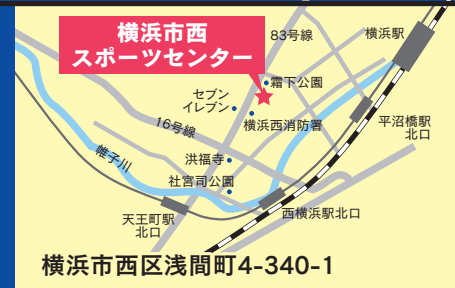 横浜市西
スポーツセンター
83号線
横浜駅
霜下公園
セブン
イレブン
横浜西消防署
16号線
平沼橋駅
北口
帷子川
洪福寺
社宮司公園
天王町駅
北口
西横浜駅北口
横浜市西区浅間町4-340-1